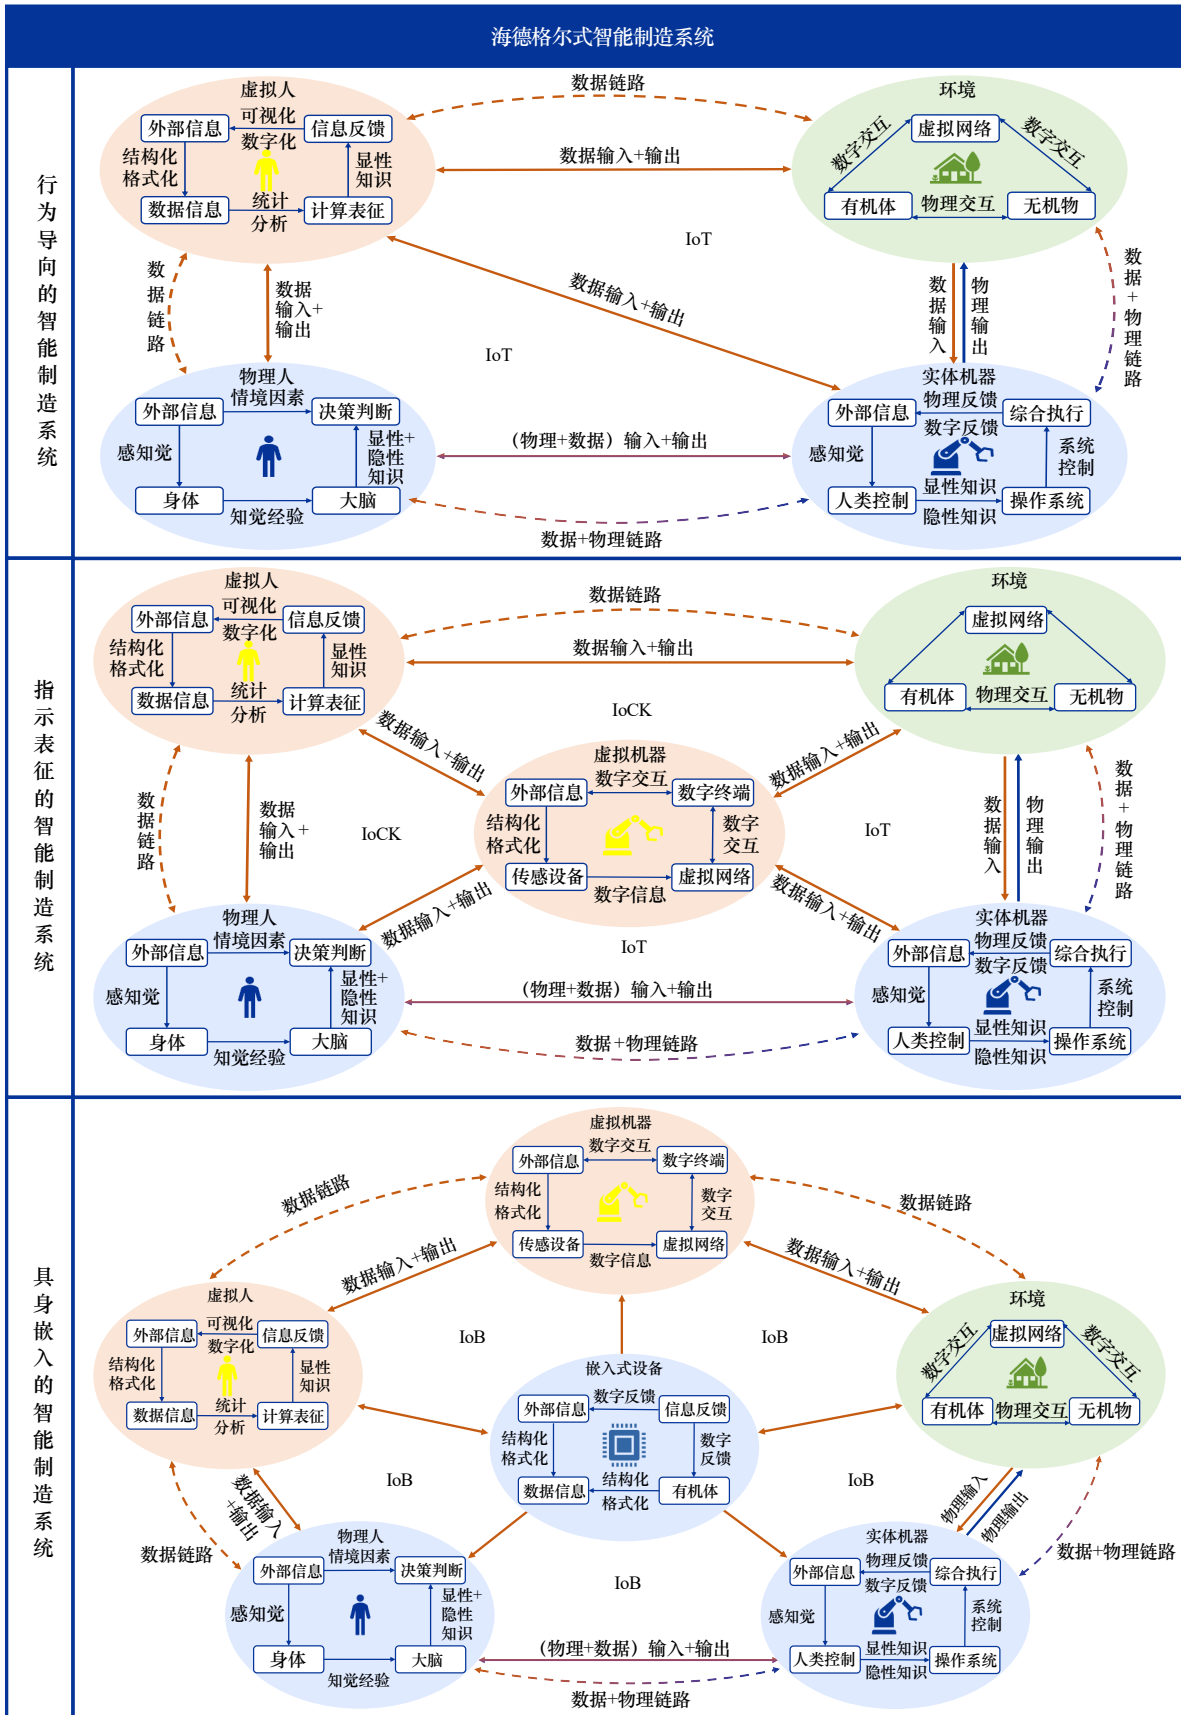 海德格尔式智能制造系统
行为导向的智能制造系统
虚拟人
可视化
外部信息
信息反馈
数字化
结构化
格式化
显性
知识
数据信息
统计
分析
计算表征
数据链路
数据输入+输出
环境
虚拟网络
数字交互
数字交互
有机体
物理交互
无机物
IoT
数据链路
数据
输入+
输出
数据输入+输出
IoT
数据输入
物理输出
数据+物理链路
物理人
情境因素
外部信息
决策判断
感知觉
显性+
隐性
知识
身体
知觉经验
大脑
(物理+数据) 输入+输出
数据+物理链路
实体机器
物理反馈
外部信息
综合执行
数字反馈
感知觉
系统
控制
人类控制
显性知识
隐性知识
操作系统
指示表征的智能制造系统
虚拟人
可视化
外部信息
信息反馈
数字化
结构化
格式化
显性
知识
数据信息
统计
分析
计算表征
数据链路
数据输入+输出
环境
虚拟网络
有机体
物理交互
无机物
IoCK
数据输入+输出
数据输入+输出
虚拟机器
数字交互
外部信息
数字终端
结构化
格式化
数字
交互
传感设备
数字信息
虚拟网络
数据链路
数据
输入+
输出
IoCK
IoT
数据输入
物理输出
数据+物理链路
数据输入+输出
数据输入+输出
IoT
物理人
情境因素
外部信息
决策判断
感知觉
显性+
隐性
知识
身体
知觉经验
大脑
(物理+数据) 输入+输出
数据+物理链路
实体机器
物理反馈
外部信息
综合执行
数字反馈
感知觉
系统
控制
人类控制
显性知识
隐性知识
操作系统
具身嵌入的智能制造系统
虚拟机器
数字交互
外部信息
数字终端
结构化
格式化
数字
交互
传感设备
数字信息
虚拟网络
数据链路
数据链路
数据输入+输出
数据输入+输出
虚拟人
可视化
外部信息
信息反馈
数字化
结构化
格式化
显性
知识
数据信息
统计
分析
计算表征
IoB
IoB
环境
虚拟网络
数字交互
数字交互
有机体
物理交互
无机物
嵌入式设备
数字反馈
外部信息
信息反馈
结构化
格式化
数字
反馈
数据信息
结构化
格式化
有机体
IoB
IoB
数据输入
+输出
数据链路
物理输入
物理输出
数据+物理链路
物理人
情境因素
外部信息
决策判断
感知觉
显性+
隐性
知识
身体
知觉经验
大脑
IoB
(物理+数据) 输入+输出
数据+物理链路
实体机器
物理反馈
外部信息
综合执行
数字反馈
感知觉
系统
控制
人类控制
显性知识
隐性知识
操作系统